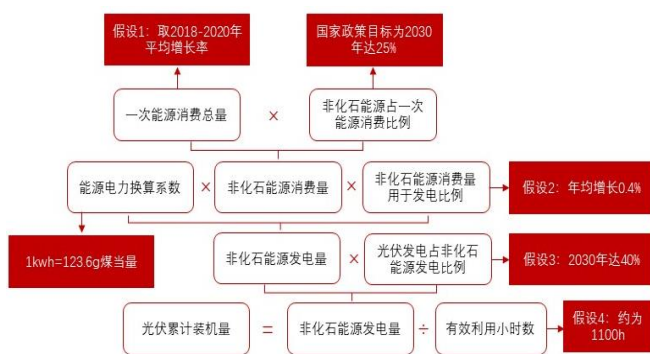 假设1：取2018-2020年
平均增长率
国家政策目标为2030
年达25%
一次能源消费总量
×
非化石能源占一次
能源消费比例
能源电力换算系数
×
非化石能源消费量
×
非化石能源消费量
用于发电比例
假设2：年均增长0.4%
1kwh=123.6g煤当量
非化石能源发电量
×
光伏发电占非化石
能源发电比例
假设3：2030年达40%
光伏累计装机量
=
非化石能源发电量
÷
有效利用小时数
假设4：约为
1100h